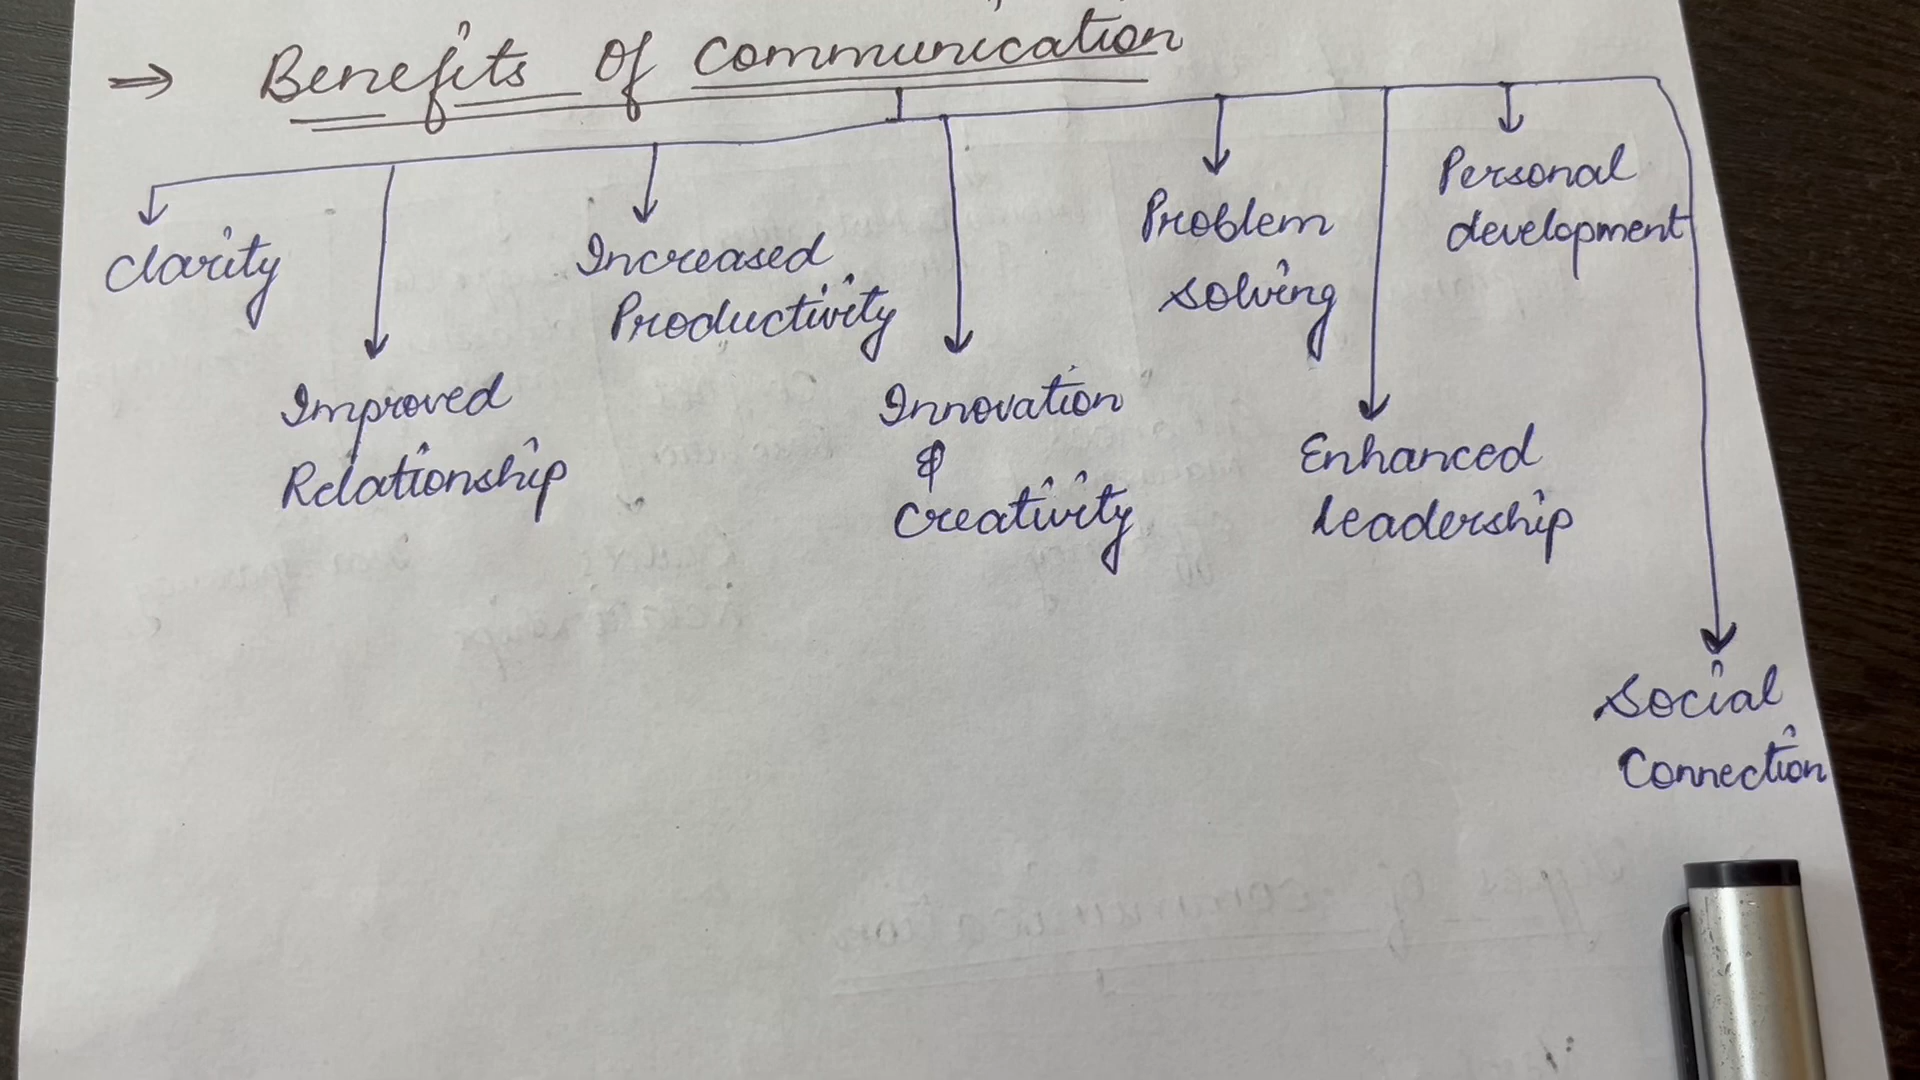 ⇒ Benefits Of Communication
Clarity
Improved
Relationship
Increased
Productivity
Innovation
&
Creativity
Problem
solving
Enhanced
Leadership
Personal
development
Social
Connection